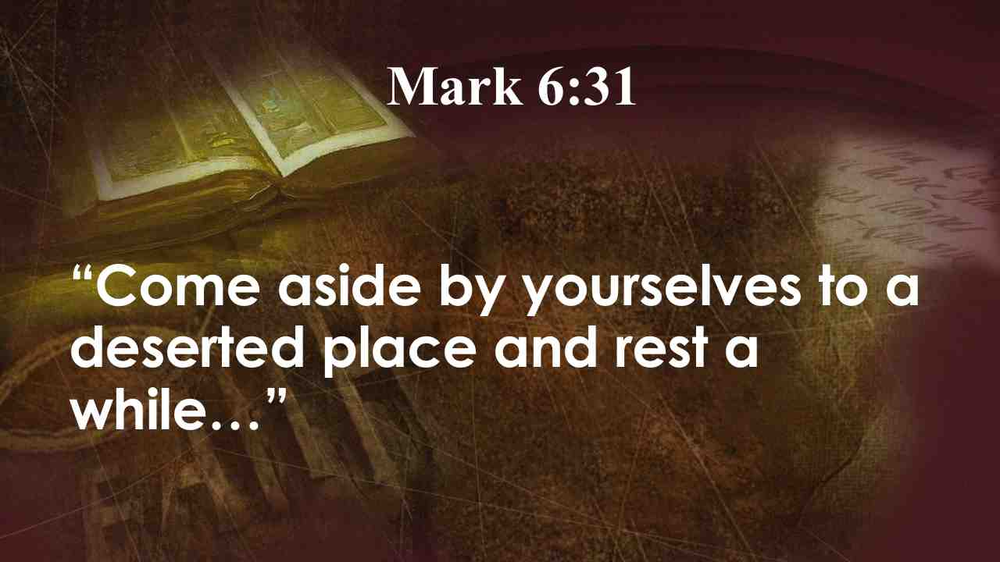 Mark 6:31
“Come aside by yourselves to a
deserted place and rest a
while…”